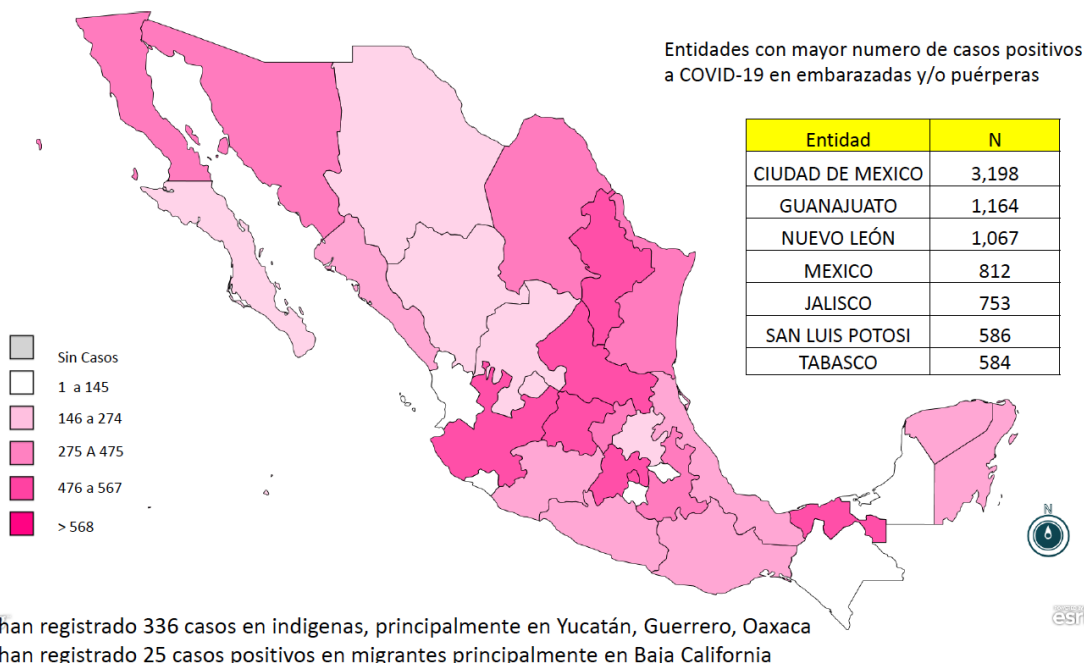 Entidades con mayor numero de casos positivos
a COVID-19 en embarazadas y/o puérperas
Entidad N
CIUDAD DE MEXICO 3,198
GUANAJUATO 1,164
NUEVO LEÓN 1,067
MEXICO 812
JALISCO 753
SAN LUIS POTOSI 586
TABASCO 584
Sin Casos
1 a 145
146 a 274
275 A 475
476 a 567
> 568
N
han registrado 336 casos en indigenas, principalmente en Yucatán, Guerrero, Oaxaca
han registrado 25 casos positivos en migrantes principalmente en Baja California